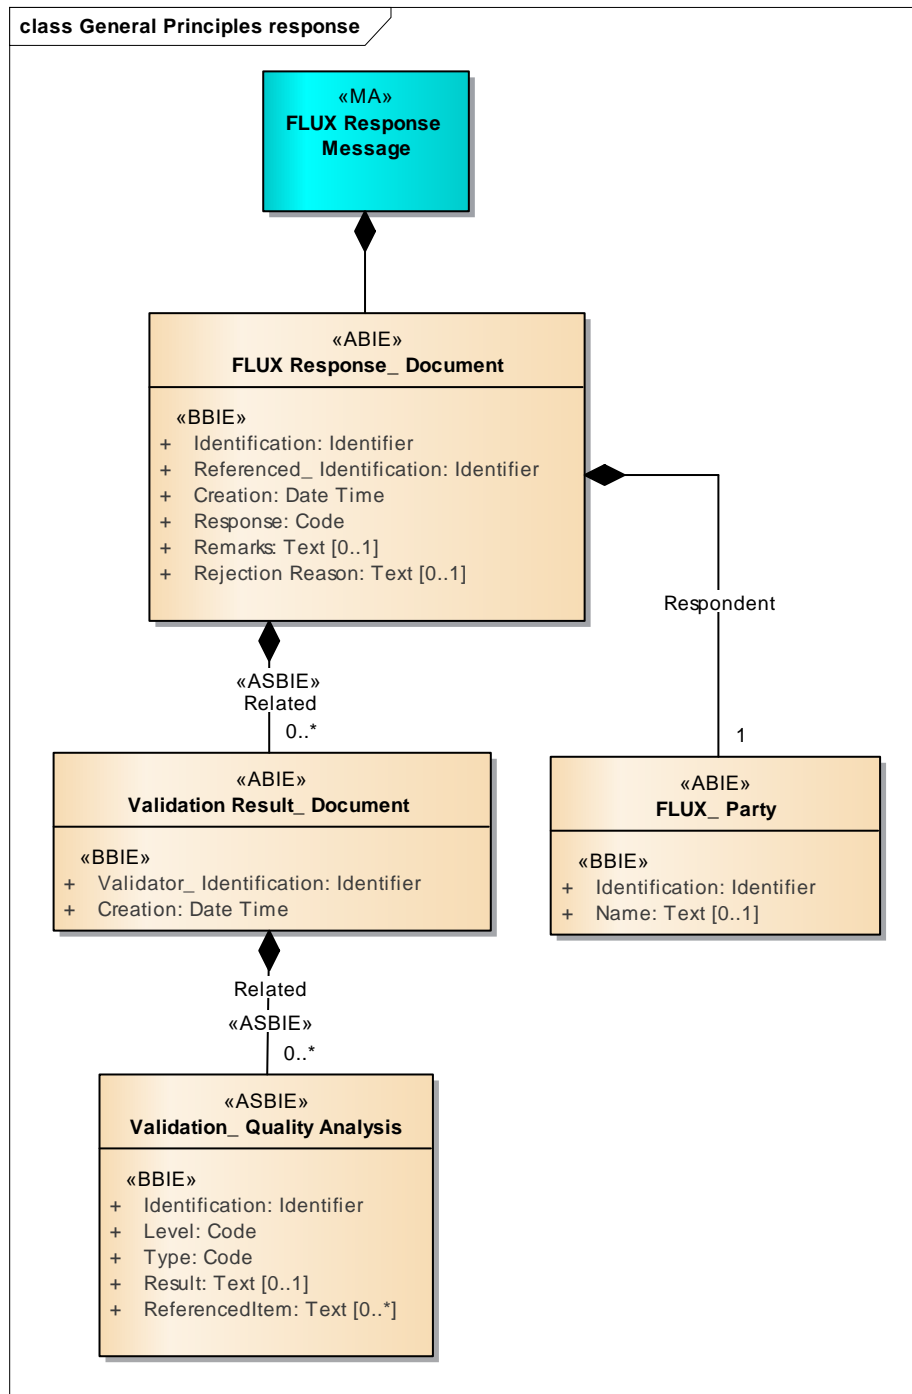 class General Principles response
«MA»
FLUX Response
Message
«ABIE»
FLUX Response_ Document
«BBIE»
+ Identification: Identifier
+ Referenced_ Identification: Identifier
+ Creation: Date Time
+ Response: Code
+ Remarks: Text [0..1]
+ Rejection Reason: Text [0..1]
Respondent
1
«ASBIE»
Related
0..*
«ABIE»
Validation Result_ Document
«BBIE»
+ Validator_ Identification: Identifier
+ Creation: Date Time
«ABIE»
FLUX_ Party
«BBIE»
+ Identification: Identifier
+ Name: Text [0..1]
Related
«ASBIE»
0..*
«ASBIE»
Validation_ Quality Analysis
«BBIE»
+ Identification: Identifier
+ Level: Code
+ Type: Code
+ Result: Text [0..1]
+ ReferencedItem: Text [0..*]